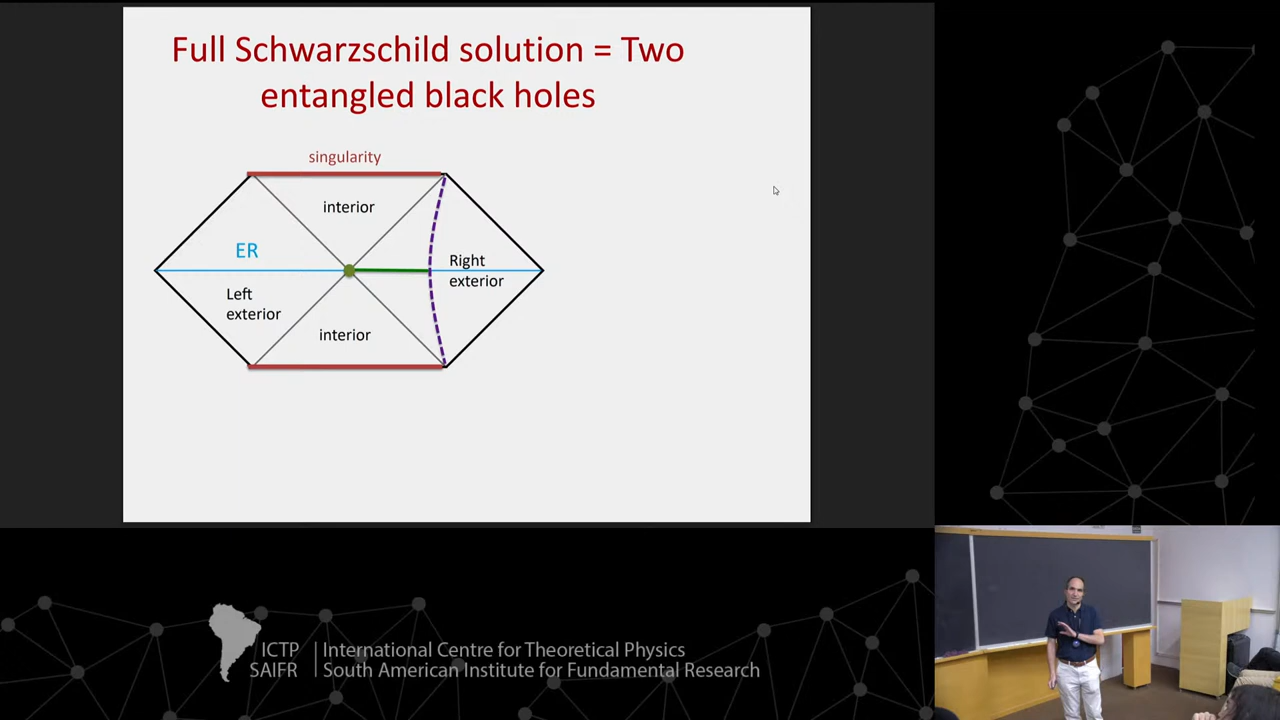 Full Schwarzschild solution = Two
entangled black holes
singularity
interior
ER
Right
exterior
Left
exterior
interior
ICTP
SAIFR
International Centre for Theoretical Physics
South American Institute for Fundamental Research